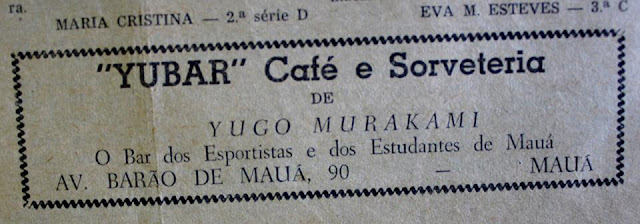 ra.
MARIA CRISTINA — 2.ª série D
EVA M. ESTEVES — 3.ª C
"YUBAR" Café e Sorveteria
DE
YUGO MURAKAMI
O Bar dos Esportistas e dos Estudantes de Mauá
AV. BARÃO DE MAUÁ, 90 — MAUÁ